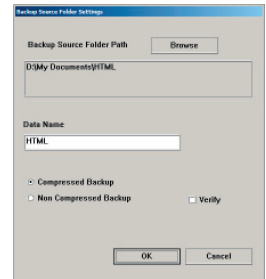 Backup Source Folder Settings
Backup Source Folder Path
Browse
D:\My Documents\HTML
Data Name
HTML
Compressed Backup
Non Compressed Backup
Verify
OK
Cancel